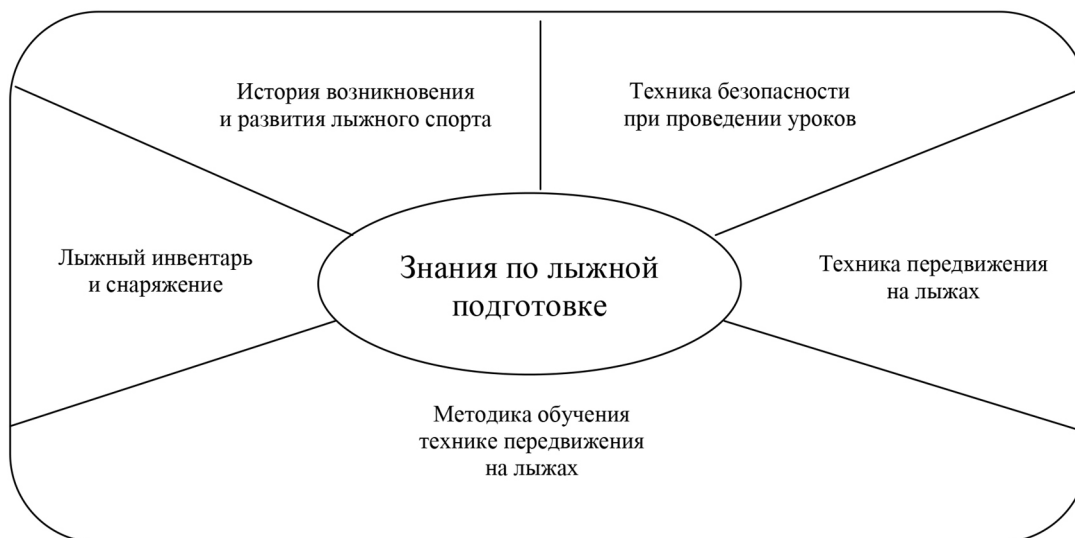 История возникновения
и развития лыжного спорта
Техника безопасности
при проведении уроков
Лыжный инвентарь
и снаряжение
Знания по лыжной
подготовке
Техника передвижения
на лыжах
Методика обучения
технике передвижения
на лыжах